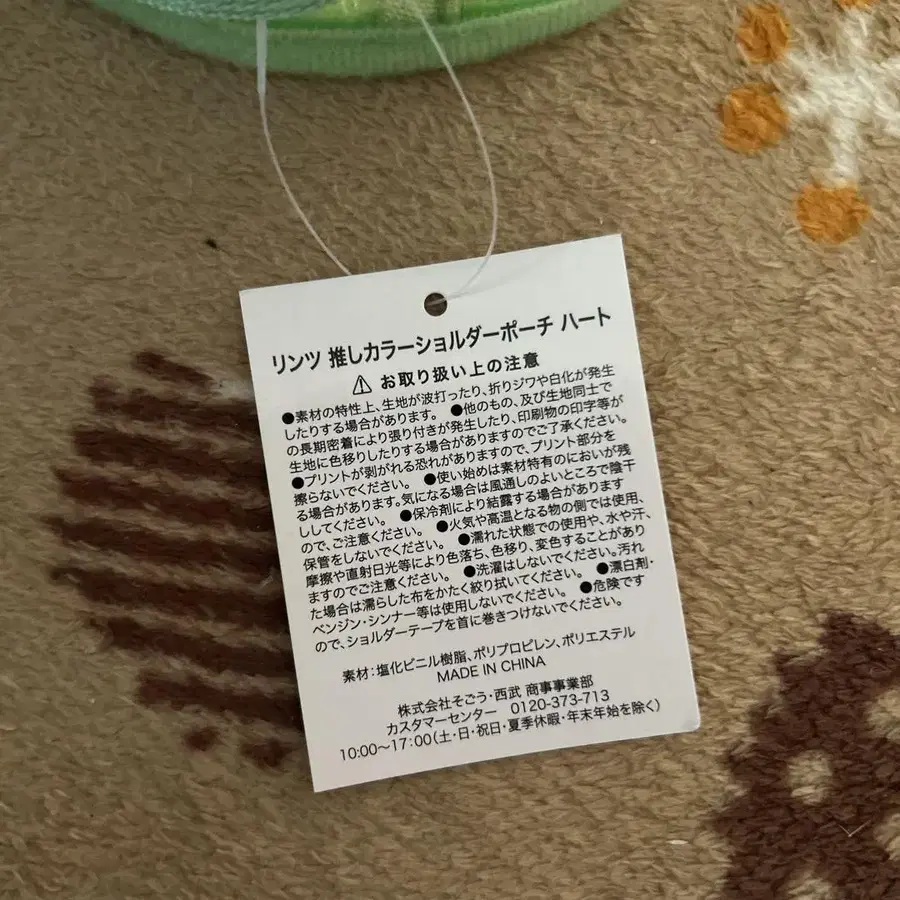 リンツ 推しカラーショルダーポーチ ハート
⚠ お取り扱い上の注意
●素材の特性上、生地が波打ったり、折りジワや白化が発生
したりする場合があります。 ●他のもの、及び生地同士で
の長期密着により張り付きが発生したり、印刷物の印字等が
生地に色移りしたりする場合がありますのでご了承ください。
●プリントが剥がれる恐れがありますので、プリント部分を
擦らないでください。 ●使い始めは素材特有のにおいが残
る場合があります。気になる場合は風通しのよいところで陰干
ししてください。 ●保冷剤により結露する場合があります
ので、ご注意ください。 ●火気や高温となる物の側では使用、
保管をしないでください。 ●濡れた状態での使用や、水や汗、
摩擦や直射日光等により色落ち、色移り、変色することがあり
ますのでご注意ください。 ●洗濯はしないでください。汚れ
た場合は濡らした布をかたく絞り拭いてください。 ●漂白剤・
ベンジン・シンナー等は使用しないでください。 ●危険です
ので、ショルダーテープを首に巻きつけないでください。
素材:塩化ビニル樹脂、ポリプロピレン、ポリエステル
MADE IN CHINA
株式会社そごう・西武 商事事業部
カスタマーセンター 0120-373-713
10:00〜17:00(土・日・祝日・夏季休暇・年末年始を除く)